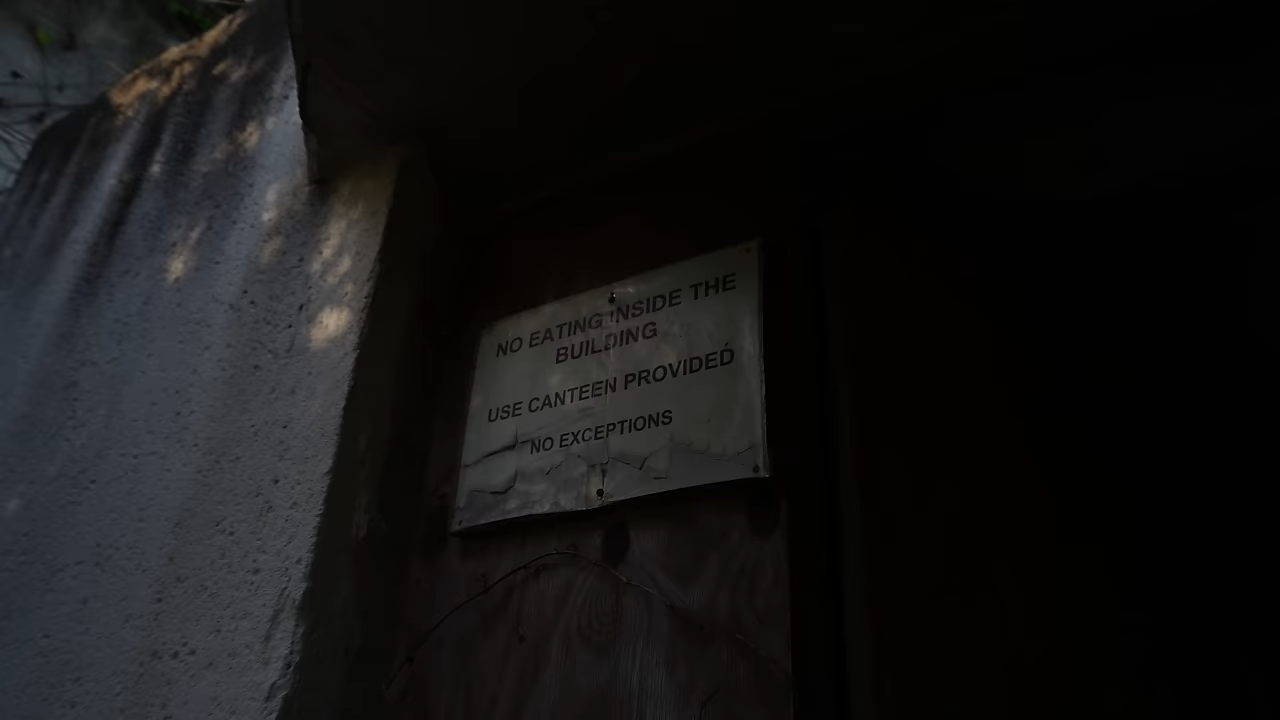 NO EATING INSIDE THE
BUILDING
USE CANTEEN PROVIDED
NO EXCEPTIONS